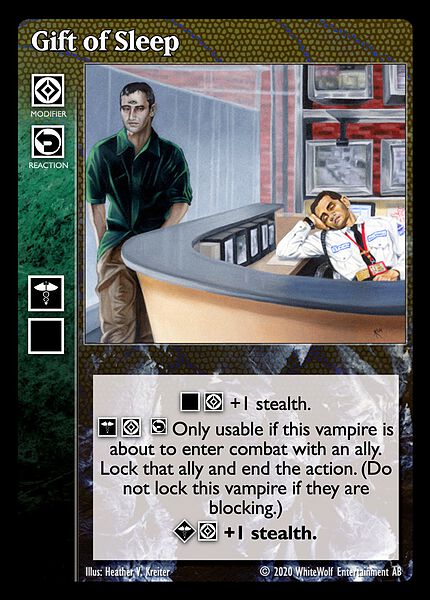 Gift of Sleep
MODIFIER
REACTION
+1 stealth.
Only usable if this vampire is
about to enter combat with an ally.
Lock that ally and end the action. (Do
not lock this vampire if they are
blocking.)
+1 stealth.
Illus: Heather V. Kreiter © 2020 WhiteWolf Entertainment AB